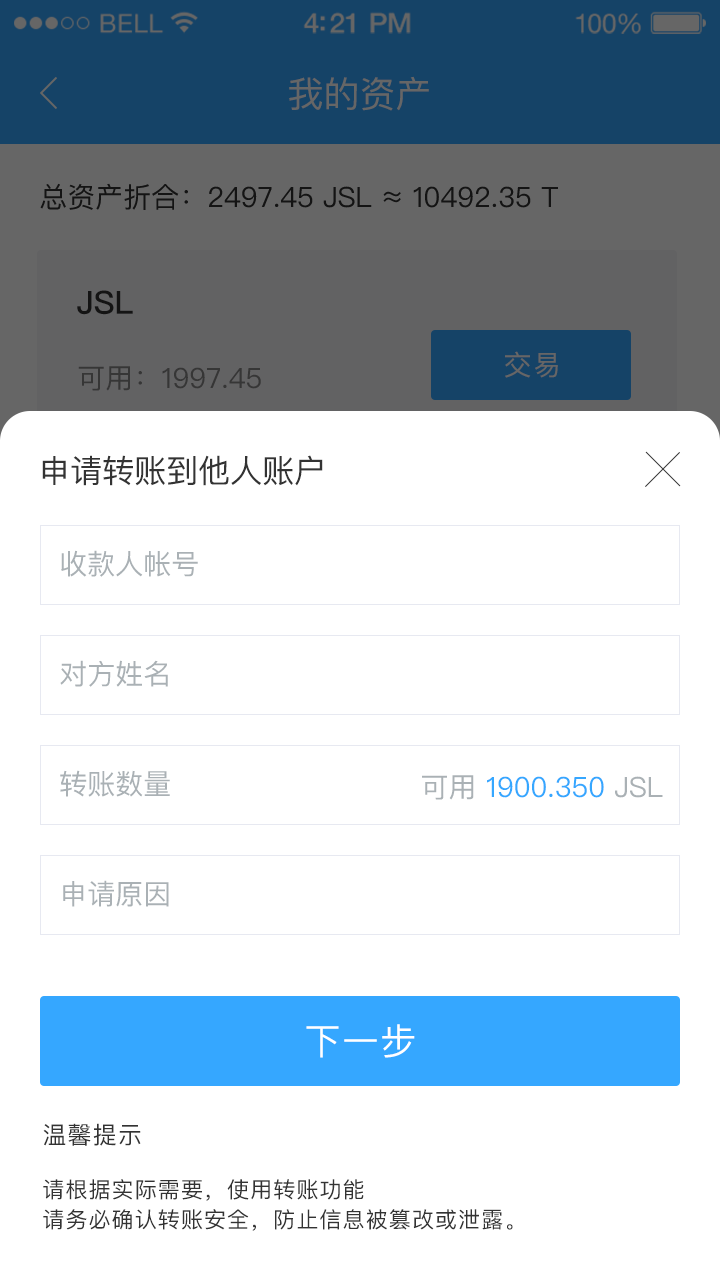 BELL 4:21 PM 100%
我的资产
总资产折合：2497.45 JSL ≈ 10492.35 T
JSL
可用：1997.45
交易
申请转账到他人账户
收款人帐号
对方姓名
转账数量 可用 1900.350 JSL
申请原因
下一步
温馨提示
请根据实际需要，使用转账功能
请务必确认转账安全，防止信息被篡改或泄露。